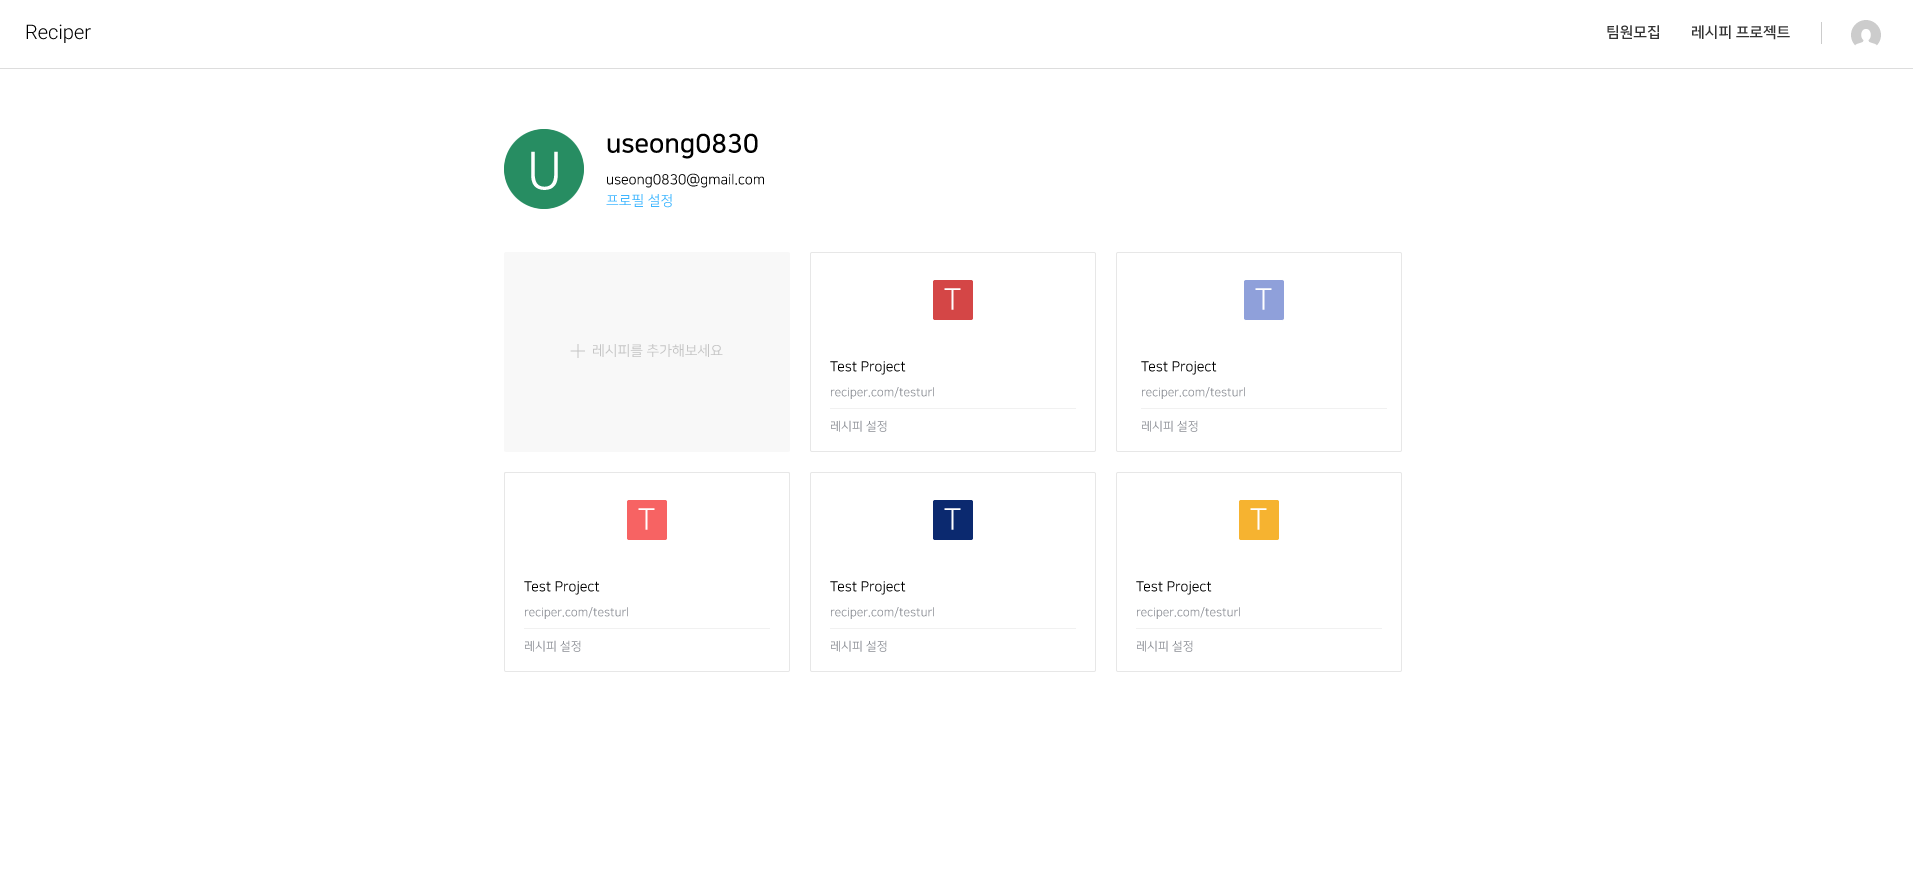 Reciper
팀원모집 레시피 프로젝트
U
useong0830
useong0830@gmail.com
프로필 설정
+ 레시피를 추가해보세요
T
Test Project
reciper.com/testurl
레시피 설정
T
Test Project
reciper.com/testurl
레시피 설정
T
Test Project
reciper.com/testurl
레시피 설정
T
Test Project
reciper.com/testurl
레시피 설정
T
Test Project
reciper.com/testurl
레시피 설정